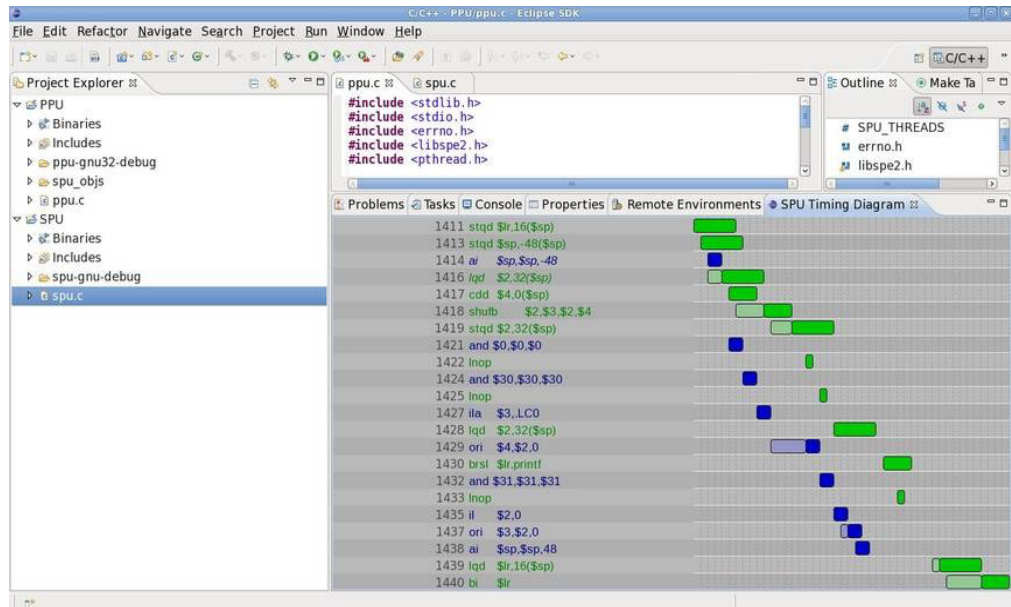 C/C++ - PPU/ppu.c - Eclipse SDK
File Edit Refactor Navigate Search Project Run Window Help
C/C++ »
Project Explorer
PPU
Binaries
Includes
ppu-gnu32-debug
spu_objs
ppu.c
SPU
Binaries
Includes
spu-gnu-debug
spu.c
ppu.c spu.c
#include <stdlib.h>
#include <stdio.h>
#include <errno.h>
#include <libspe2.h>
#include <pthread.h>
Outline Make Ta
# SPU_THREADS
errno.h
libspe2.h
Problems Tasks Console Properties Remote Environments SPU Timing Diagram
1411 stqd $lr,16($sp)
1413 stqd $sp,-48($sp)
1414 ai $sp,$sp,-48
1416 lqd $2,32($sp)
1417 cdd $4,0($sp)
1418 shufb $2,$3,$2,$4
1419 stqd $2,32($sp)
1421 and $0,$0,$0
1422 lnop
1424 and $30,$30,$30
1425 lnop
1427 ila $3,.LC0
1428 lqd $2,32($sp)
1429 ori $4,$2,0
1430 brsl $lr,printf
1432 and $31,$31,$31
1433 lnop
1435 il $2,0
1437 ori $3,$2,0
1438 ai $sp,$sp,48
1439 lqd $lr,16($sp)
1440 bi $lr